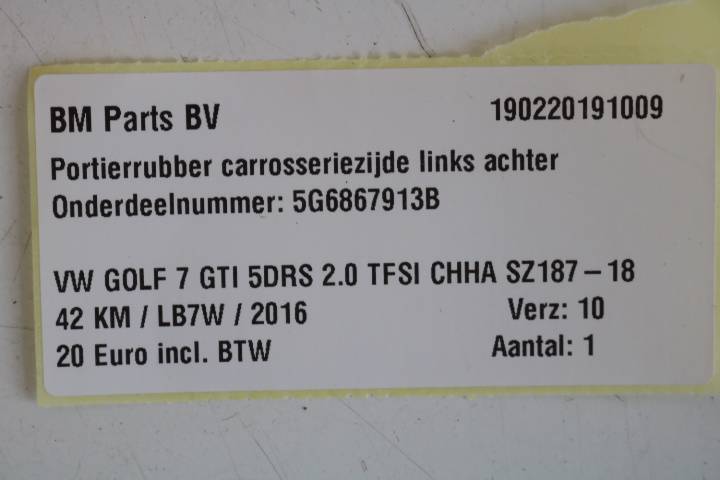 BM Parts BV 190220191009
Portierrubber carrosseriezijde links achter
Onderdeelnummer: 5G6867913B
VW GOLF 7 GTI 5DRS 2.0 TFSI CHHA SZ187 – 18
42 KM / LB7W / 2016 Verz: 10
20 Euro incl. BTW Aantal: 1